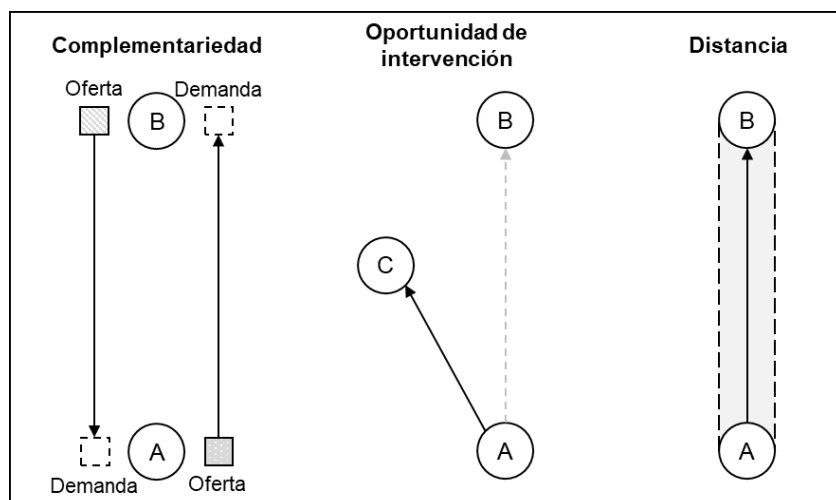 Complementariedad
Oferta
Demanda
B
A
Demanda
Oferta
Oportunidad de
intervención
B
C
A
Distancia
B
A